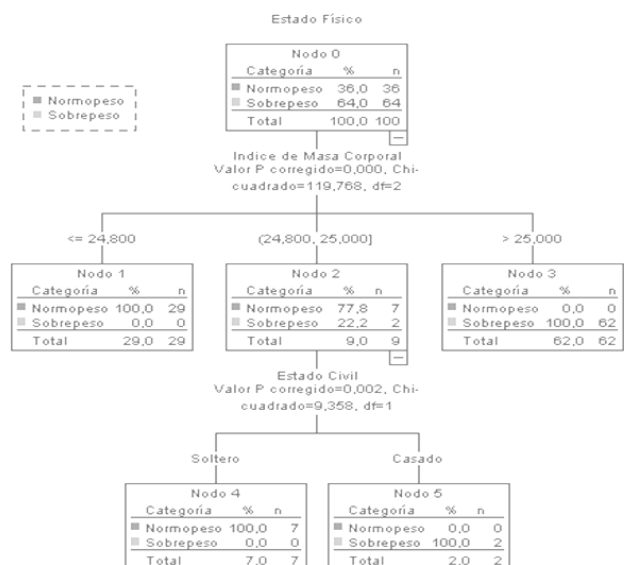 Estado Físico
Nodo 0
Categoría % n
Normopeso 36,0 36
Sobrepeso 64,0 64
Total 100,0 100
Normopeso
Sobrepeso
Indice de Masa Corporal
Valor P corregido=0,000, Chi-
cuadrado=119,768, df=2
<= 24,800
(24,800, 25,000]
> 25,000
Nodo 1
Categoría % n
Normopeso 100,0 29
Sobrepeso 0,0 0
Total 29,0 29
Nodo 2
Categoría % n
Normopeso 77,8 7
Sobrepeso 22,2 2
Total 9,0 9
Nodo 3
Categoría % n
Normopeso 0,0 0
Sobrepeso 100,0 62
Total 62,0 62
Estado Civil
Valor P corregido=0,002, Chi-
cuadrado=9,358, df=1
Soltero
Casado
Nodo 4
Categoría % n
Normopeso 100,0 7
Sobrepeso 0,0 0
Total 7,0 7
Nodo 5
Categoría % n
Normopeso 0,0 0
Sobrepeso 100,0 2
Total 2,0 2